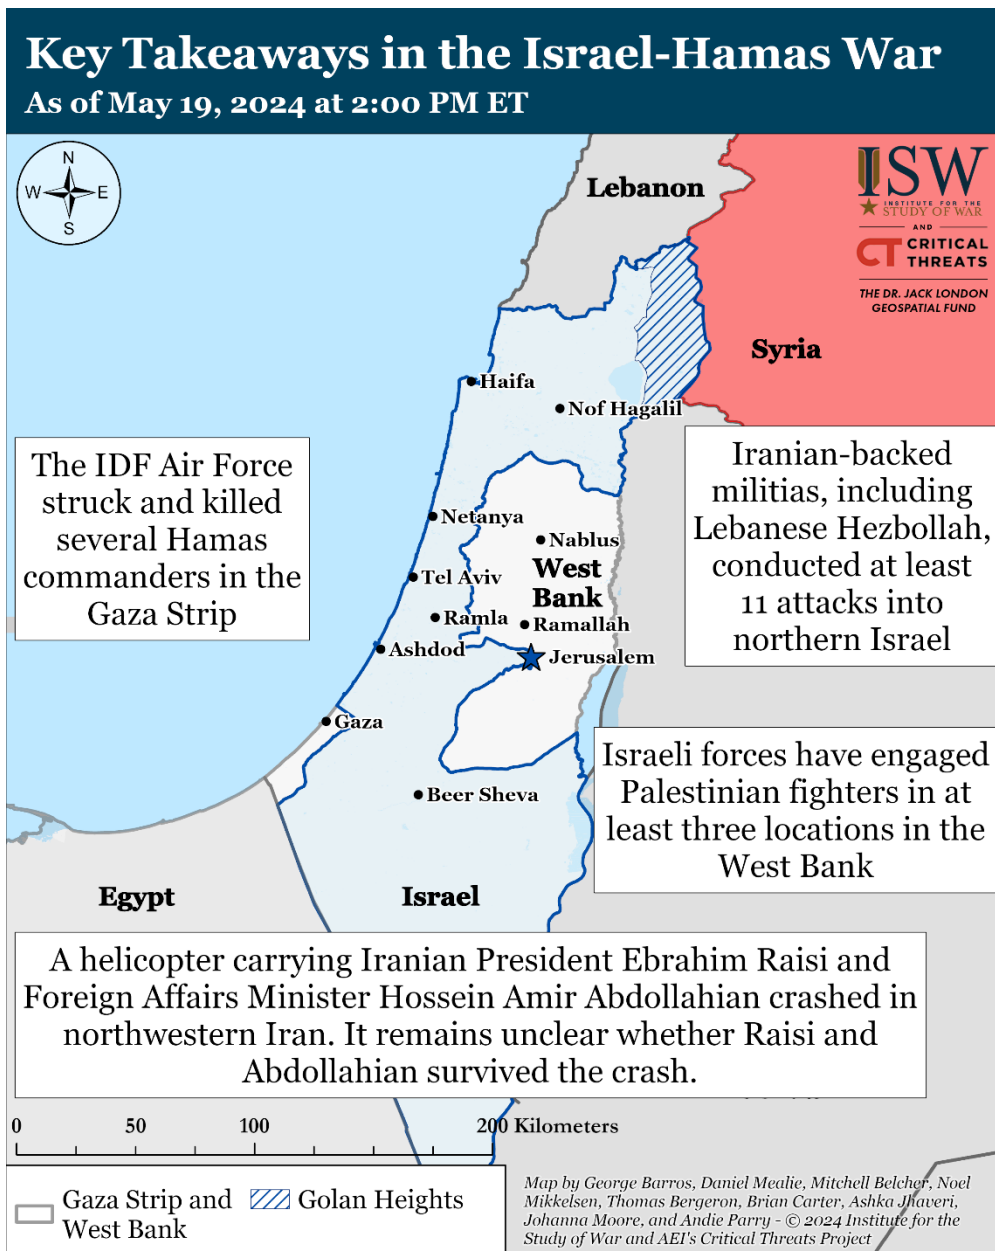 Key Takeaways in the Israel-Hamas War
As of May 19, 2024 at 2:00 PM ET
N
W
E
S
Lebanon
ISW
INSTITUTE FOR THE
STUDY OF WAR
AND
CT CRITICAL
THREATS
THE DR. JACK LONDON
GEOSPATIAL FUND
Syria
Haifa
Nof Hagalil
The IDF Air Force
struck and killed
several Hamas
commanders in the
Gaza Strip
Iranian-backed
militias, including
Lebanese Hezbollah,
conducted at least
11 attacks into
northern Israel
Netanya
Nablus
West
Bank
Tel Aviv
Ramla
Ramallah
Ashdod
Jerusalem
Gaza
Israeli forces have engaged
Palestinian fighters in at
least three locations in the
West Bank
Beer Sheva
Egypt
Israel
A helicopter carrying Iranian President Ebrahim Raisi and
Foreign Affairs Minister Hossein Amir Abdollahian crashed in
northwestern Iran. It remains unclear whether Raisi and
Abdollahian survived the crash.
0 50 100 200 Kilometers
Gaza Strip and
West Bank
Golan Heights
Map by George Barros, Daniel Mealie, Mitchell Belcher, Noel
Mikkelsen, Thomas Bergeron, Brian Carter, Ashka Jhaveri,
Johanna Moore, and Andie Parry - © 2024 Institute for the
Study of War and AEI's Critical Threats Project